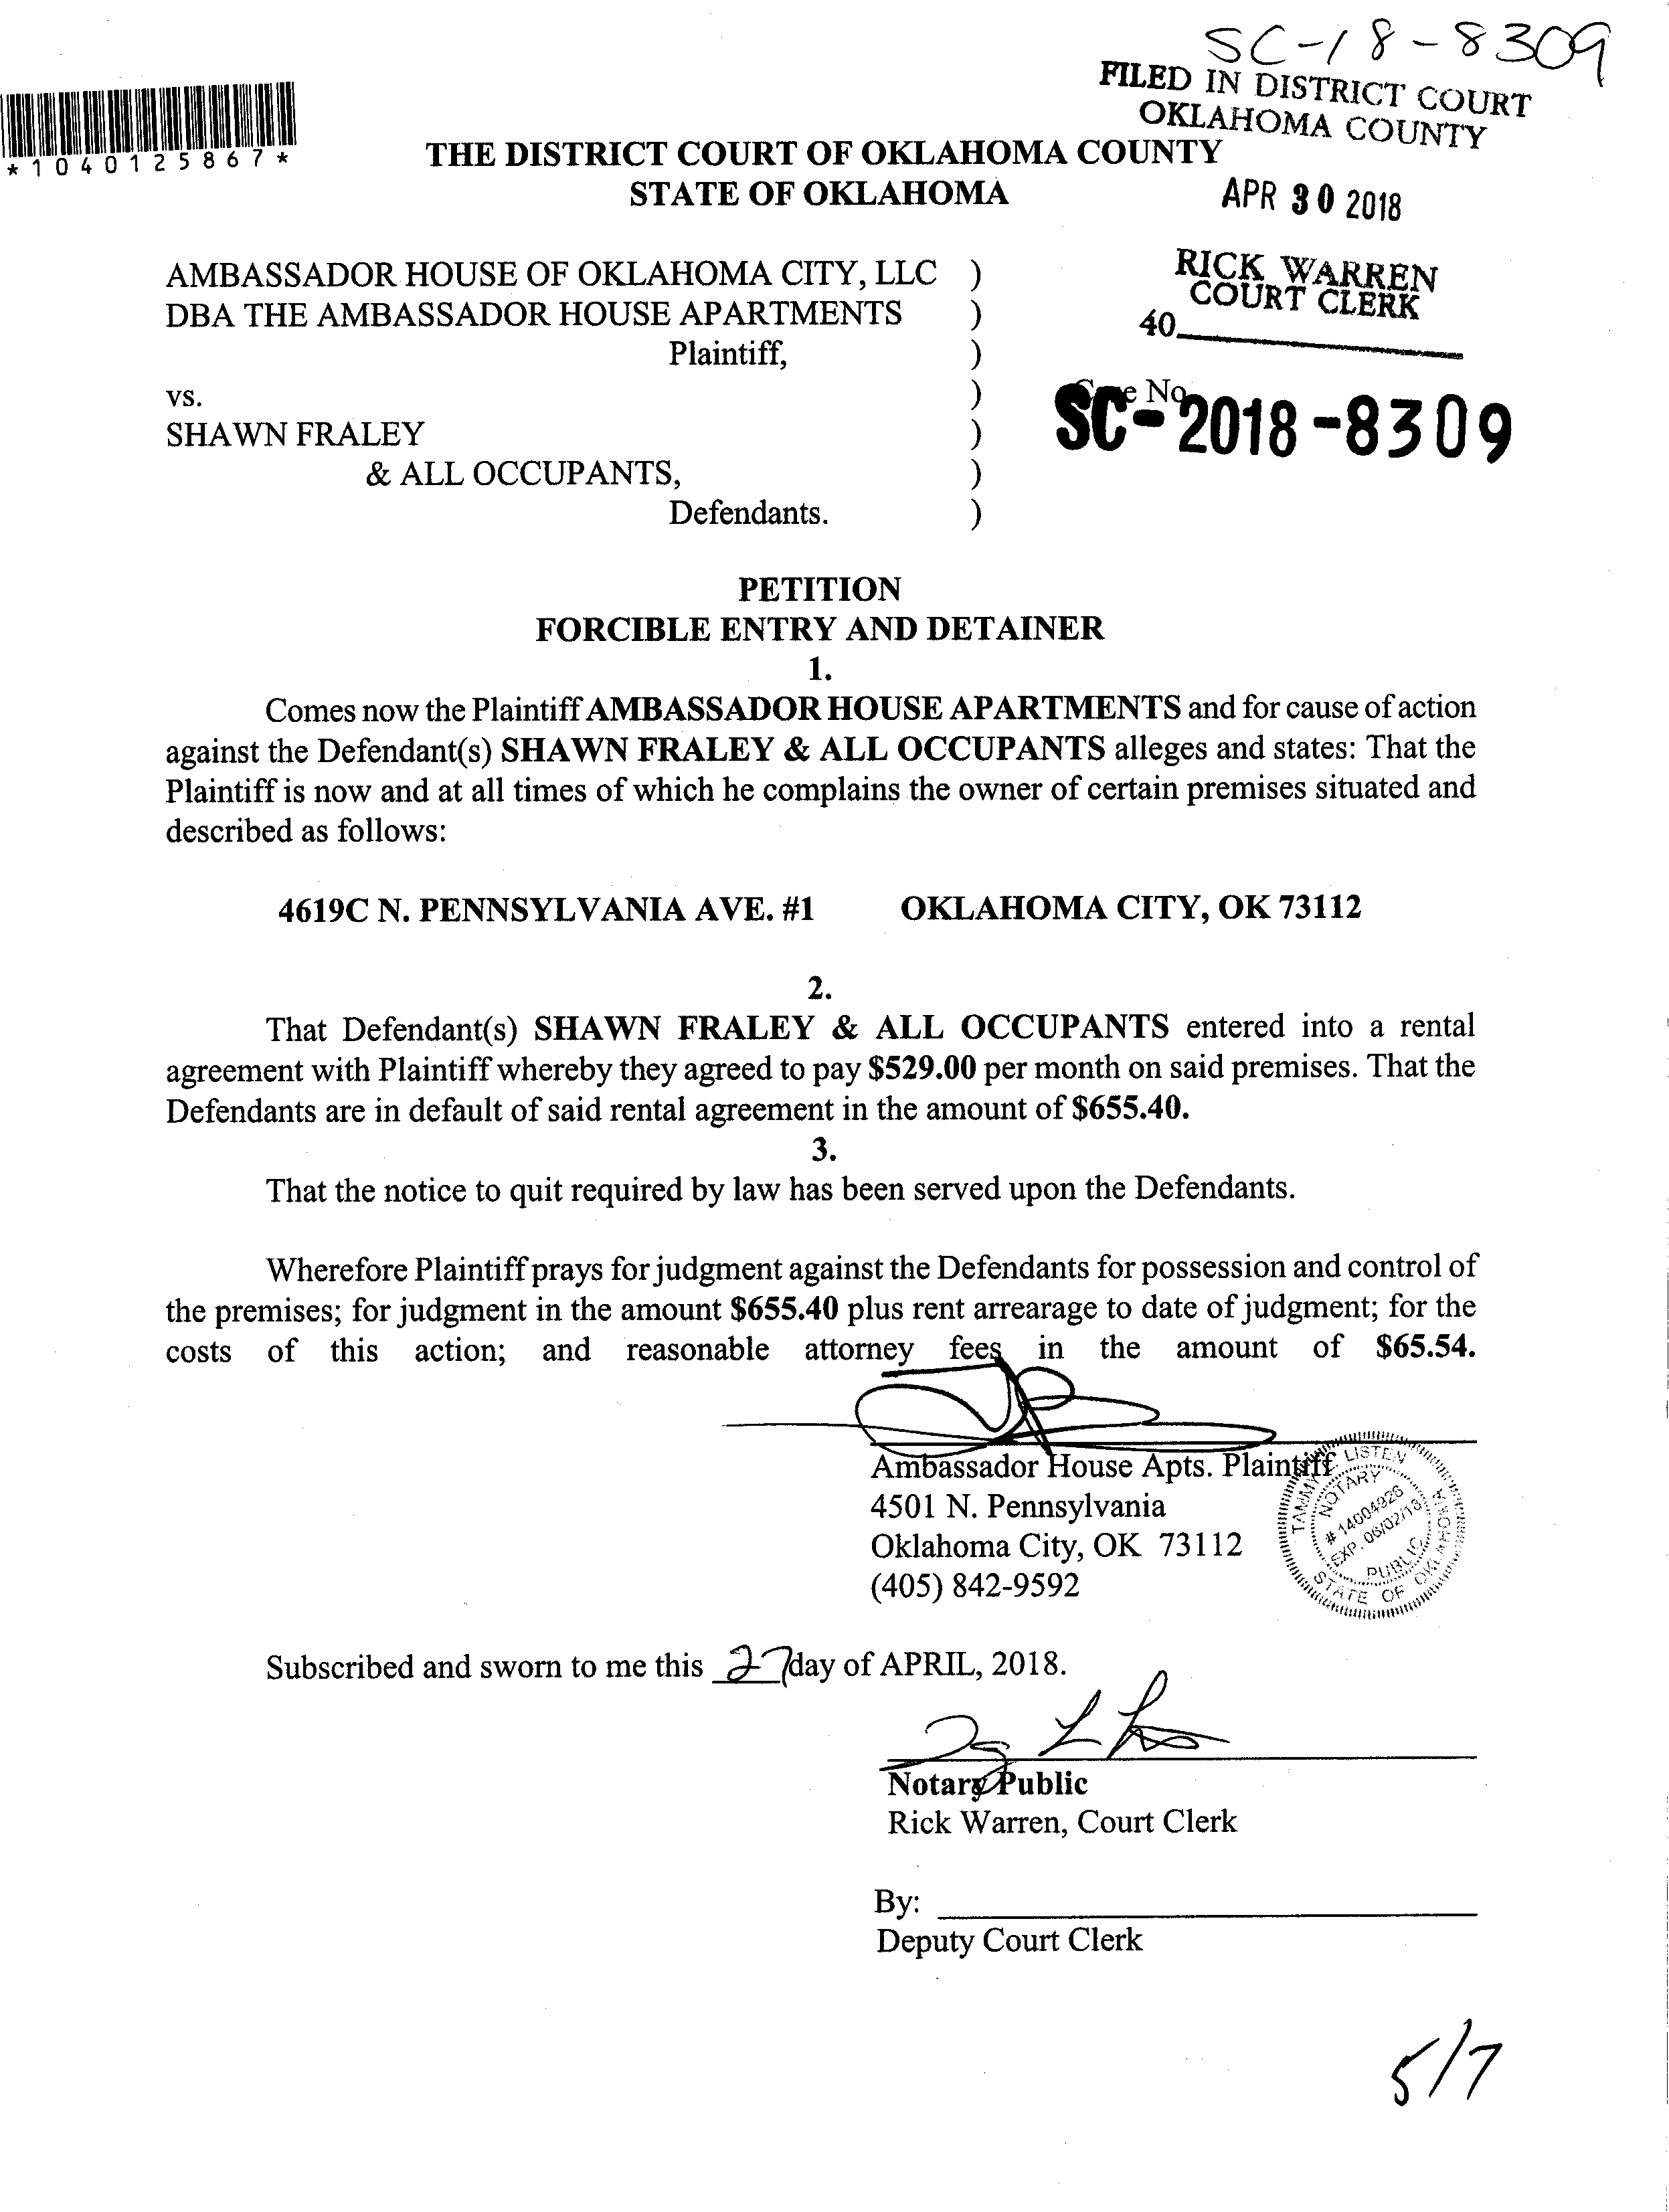 SC-18-8309
FILED IN DISTRICT COURT
OKLAHOMA COUNTY
*1040125867*
THE DISTRICT COURT OF OKLAHOMA COUNTY
STATE OF OKLAHOMA
APR 30 2018
RICK WARREN
COURT CLERK
40
AMBASSADOR HOUSE OF OKLAHOMA CITY, LLC )
DBA THE AMBASSADOR HOUSE APARTMENTS )
Plaintiff, )
vs. )
SHAWN FRALEY )
& ALL OCCUPANTS, )
Defendants. )
Case No
SC-2018-8309
PETITION
FORCIBLE ENTRY AND DETAINER
1.
Comes now the Plaintiff AMBASSADOR HOUSE APARTMENTS and for cause of action
against the Defendant(s) SHAWN FRALEY & ALL OCCUPANTS alleges and states: That the
Plaintiff is now and at all times of which he complains the owner of certain premises situated and
described as follows:
4619C N. PENNSYLVANIA AVE. #1 OKLAHOMA CITY, OK 73112
2.
That Defendant(s) SHAWN FRALEY & ALL OCCUPANTS entered into a rental
agreement with Plaintiff whereby they agreed to pay $529.00 per month on said premises. That the
Defendants are in default of said rental agreement in the amount of $655.40.
3.
That the notice to quit required by law has been served upon the Defendants.
Wherefore Plaintiff prays for judgment against the Defendants for possession and control of
the premises; for judgment in the amount $655.40 plus rent arrearage to date of judgment; for the
costs of this action; and reasonable attorney fees in the amount of $65.54.
Ambassador House Apts. Plaintiff
4501 N. Pennsylvania
Oklahoma City, OK 73112
(405) 842-9592
TAMMY L LISTEN
NOTARY
# 14004926
EXP. 06/02/18
PUBLIC
STATE OF OKLAHOMA
Subscribed and sworn to me this 27 day of APRIL, 2018.
Notary Public
Rick Warren, Court Clerk
By:
Deputy Court Clerk
5/7